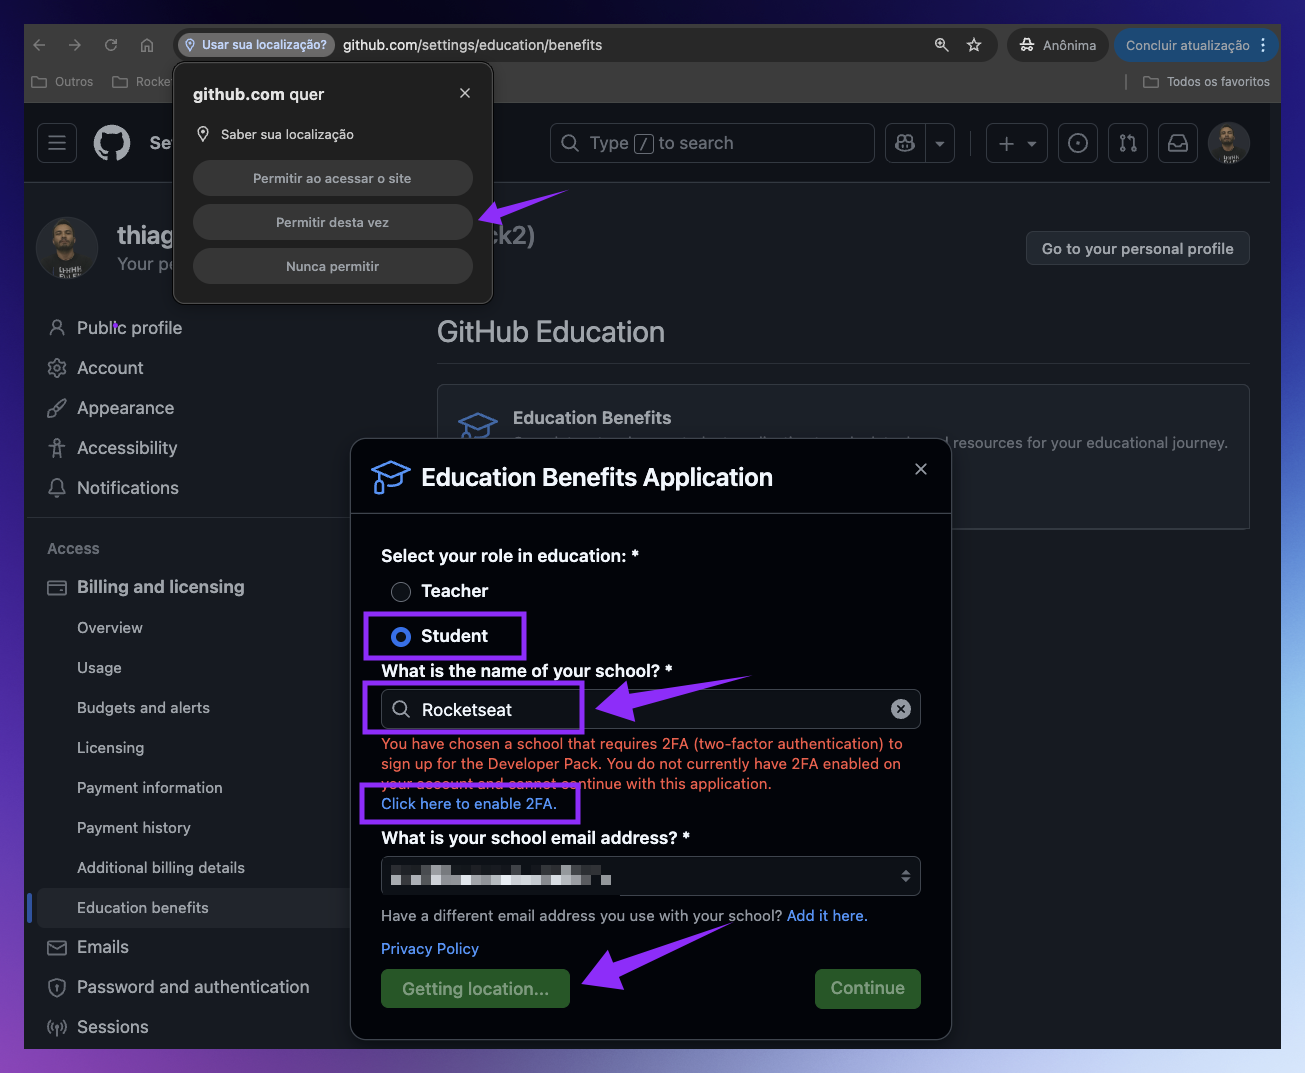 Usar sua localização?
github.com/settings/education/benefits
Anônima
Concluir atualização
Outros
Rocket
Todos os favoritos
github.com quer
Saber sua localização
Permitir ao acessar o site
Permitir desta vez
Nunca permitir
Se
Type / to search
thiag
ck2)
Your pe
Go to your personal profile
Public profile
Account
Appearance
Accessibility
Notifications
Access
Billing and licensing
Overview
Usage
Budgets and alerts
Licensing
Payment information
Payment history
Additional billing details
Education benefits
Emails
Password and authentication
Sessions
GitHub Education
Education Benefits
resources for your educational journey.
Education Benefits Application
Select your role in education: *
Teacher
Student
What is the name of your school? *
Rocketseat
You have chosen a school that requires 2FA (two-factor authentication) to
sign up for the Developer Pack. You do not currently have 2FA enabled on
your account and cannot continue with this application.
Click here to enable 2FA.
What is your school email address? *
Have a different email address you use with your school? Add it here.
Privacy Policy
Getting location...
Continue